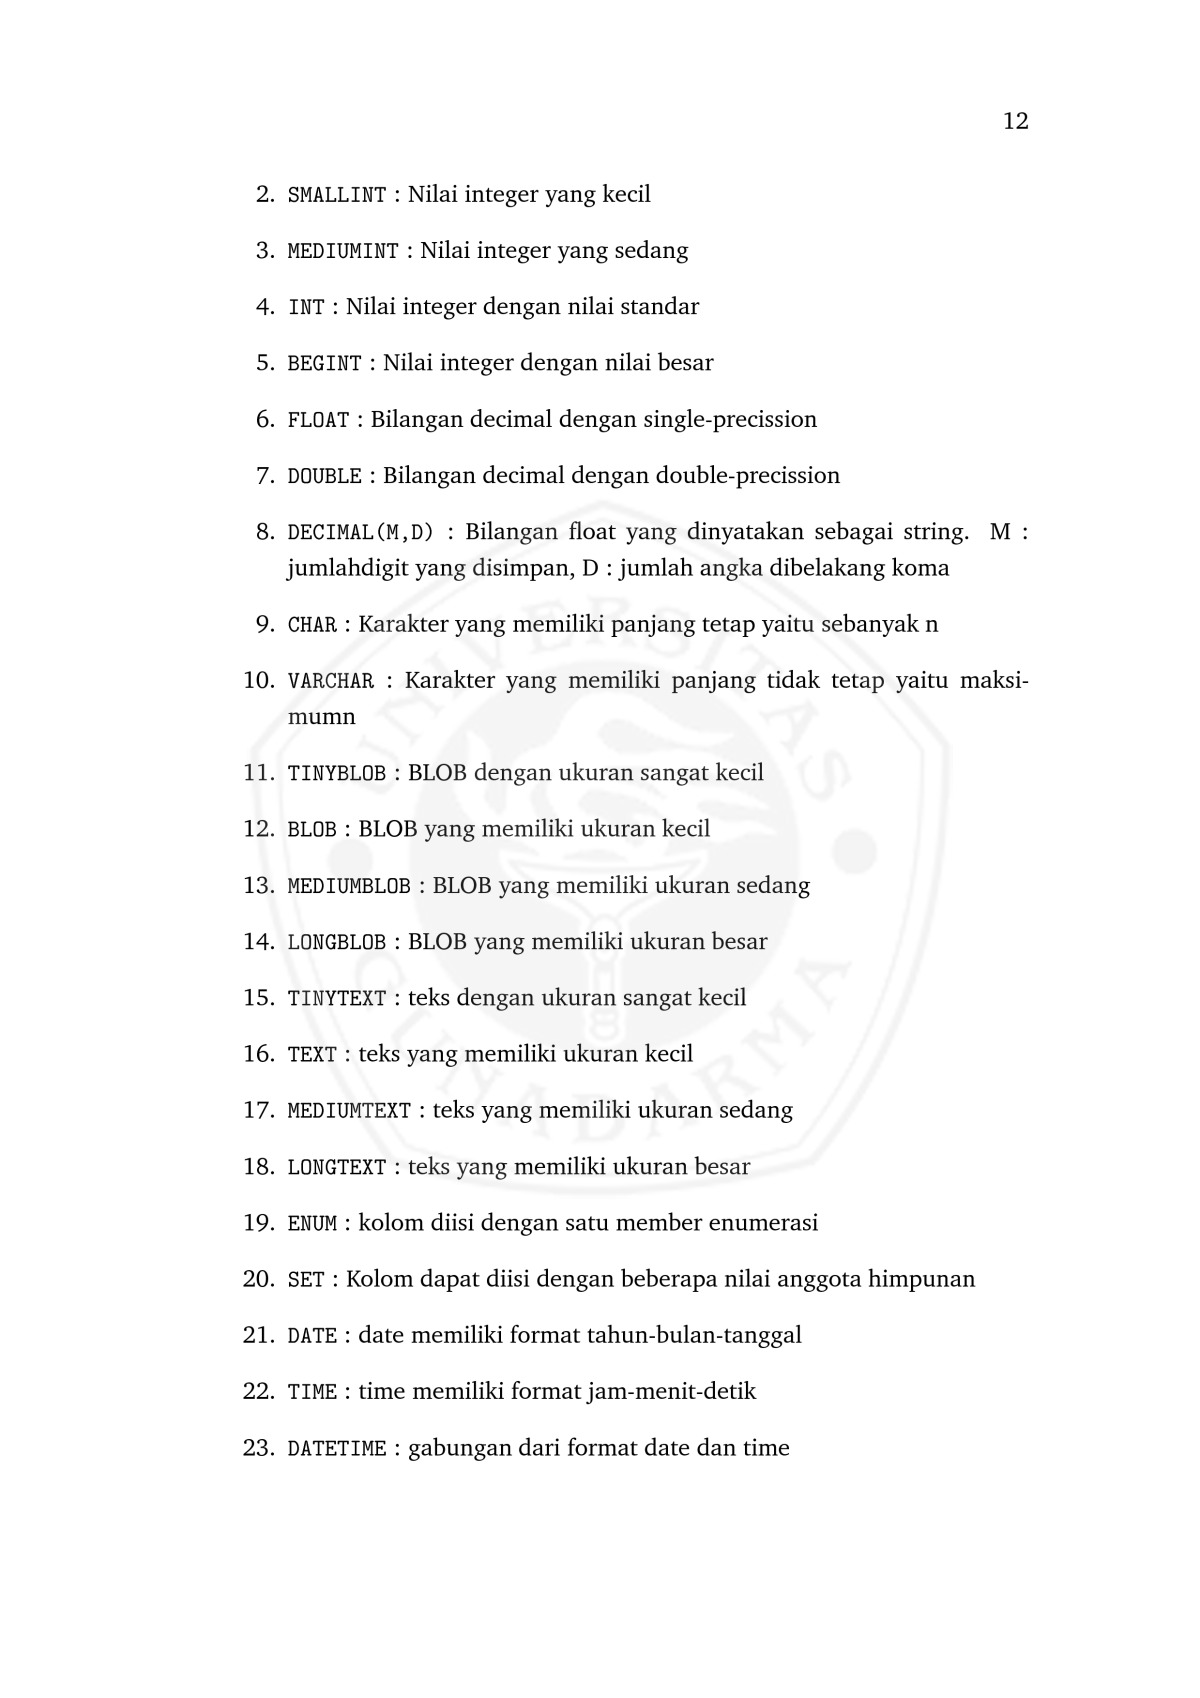 12
2. SMALLINT : Nilai integer yang kecil
3. MEDIUMINT : Nilai integer yang sedang
4. INT : Nilai integer dengan nilai standar
5. BEGINT : Nilai integer dengan nilai besar
6. FLOAT : Bilangan decimal dengan single-precission
7. DOUBLE : Bilangan decimal dengan double-precission
8. DECIMAL(M,D) : Bilangan float yang dinyatakan sebagai string. M :
jumlahdigit yang disimpan, D : jumlah angka dibelakang koma
9. CHAR : Karakter yang memiliki panjang tetap yaitu sebanyak n
10. VARCHAR : Karakter yang memiliki panjang tidak tetap yaitu maksi-
mumn
11. TINYBLOB : BLOB dengan ukuran sangat kecil
12. BLOB : BLOB yang memiliki ukuran kecil
13. MEDIUMBLOB : BLOB yang memiliki ukuran sedang
14. LONGBLOB : BLOB yang memiliki ukuran besar
15. TINYTEXT : teks dengan ukuran sangat kecil
16. TEXT : teks yang memiliki ukuran kecil
17. MEDIUMTEXT : teks yang memiliki ukuran sedang
18. LONGTEXT : teks yang memiliki ukuran besar
19. ENUM : kolom diisi dengan satu member enumerasi
20. SET : Kolom dapat diisi dengan beberapa nilai anggota himpunan
21. DATE : date memiliki format tahun-bulan-tanggal
22. TIME : time memiliki format jam-menit-detik
23. DATETIME : gabungan dari format date dan time
UNIVERSITAS
GUNADARMA